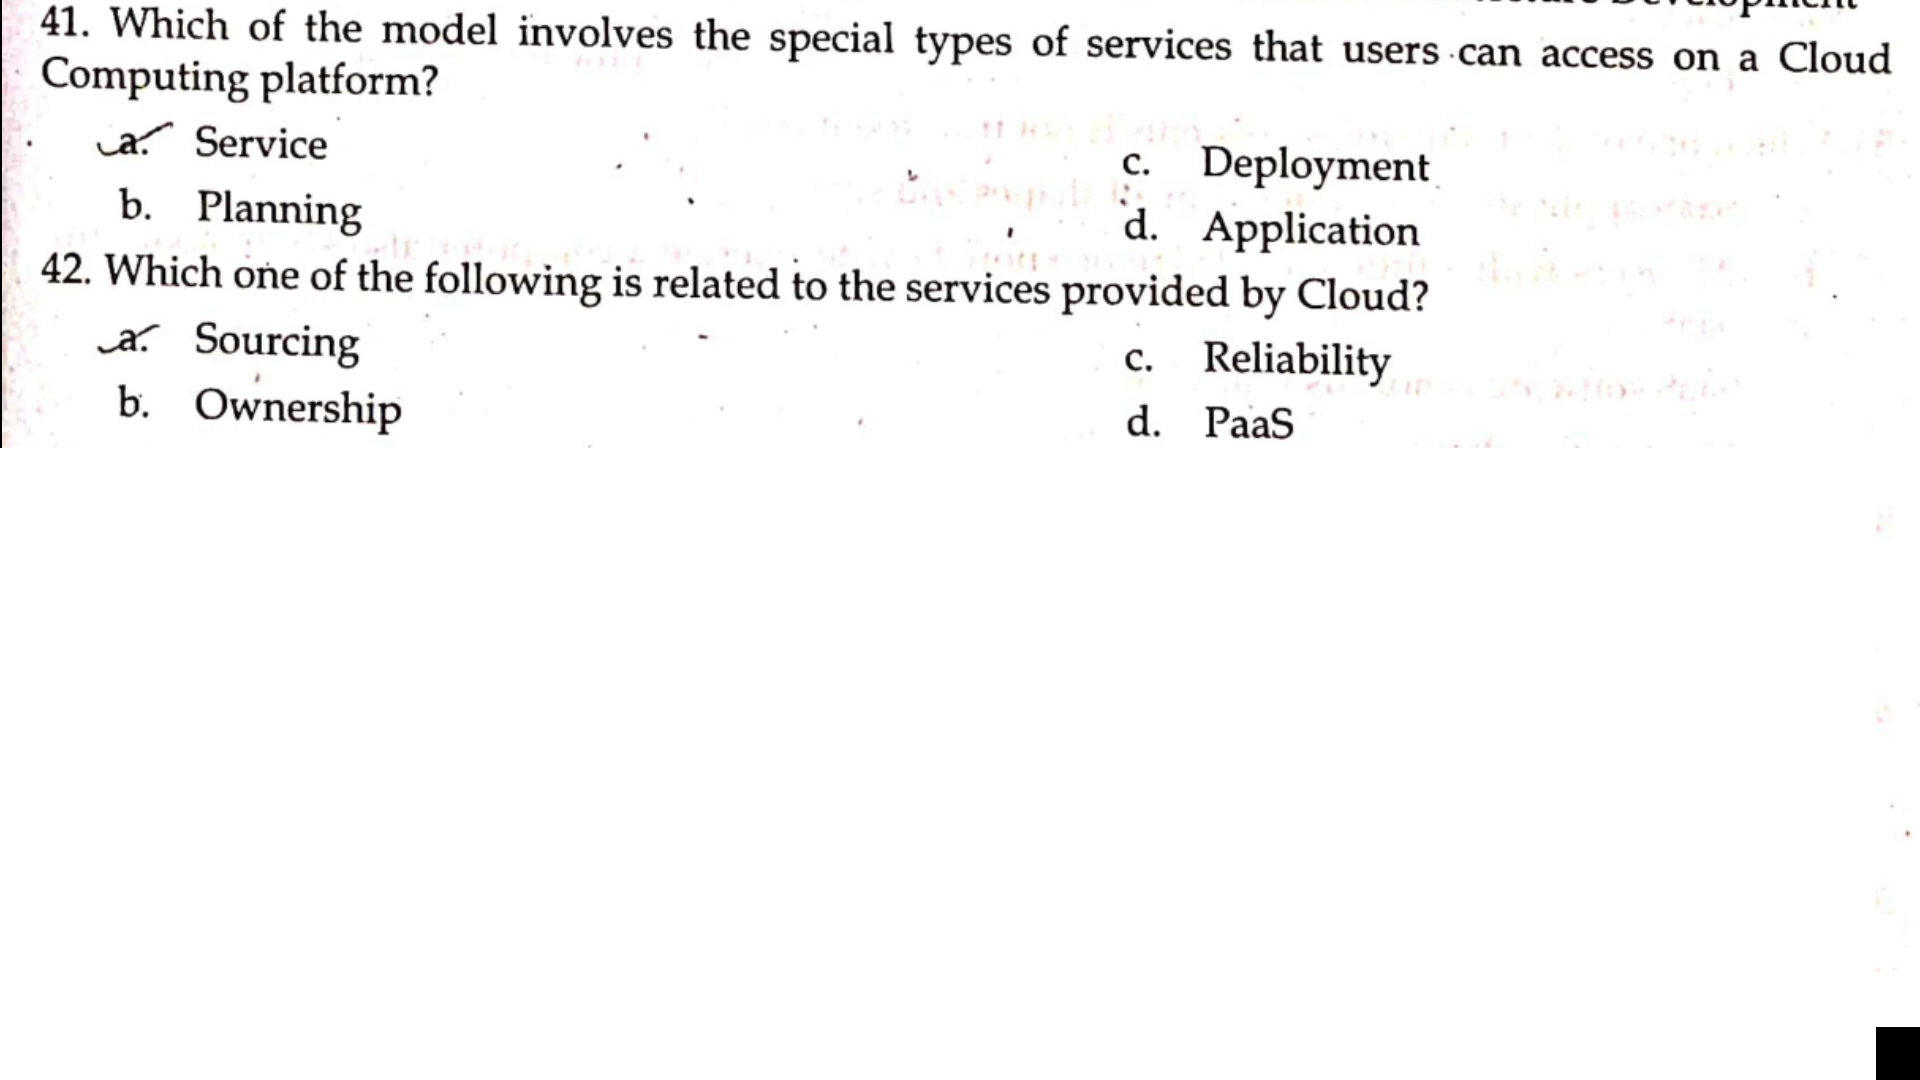 41. Which of the model involves the special types of services that users can access on a Cloud
Computing platform?
a. Service
c. Deployment
b. Planning
d. Application
42. Which one of the following is related to the services provided by Cloud?
a. Sourcing
c. Reliability
b. Ownership
d. PaaS